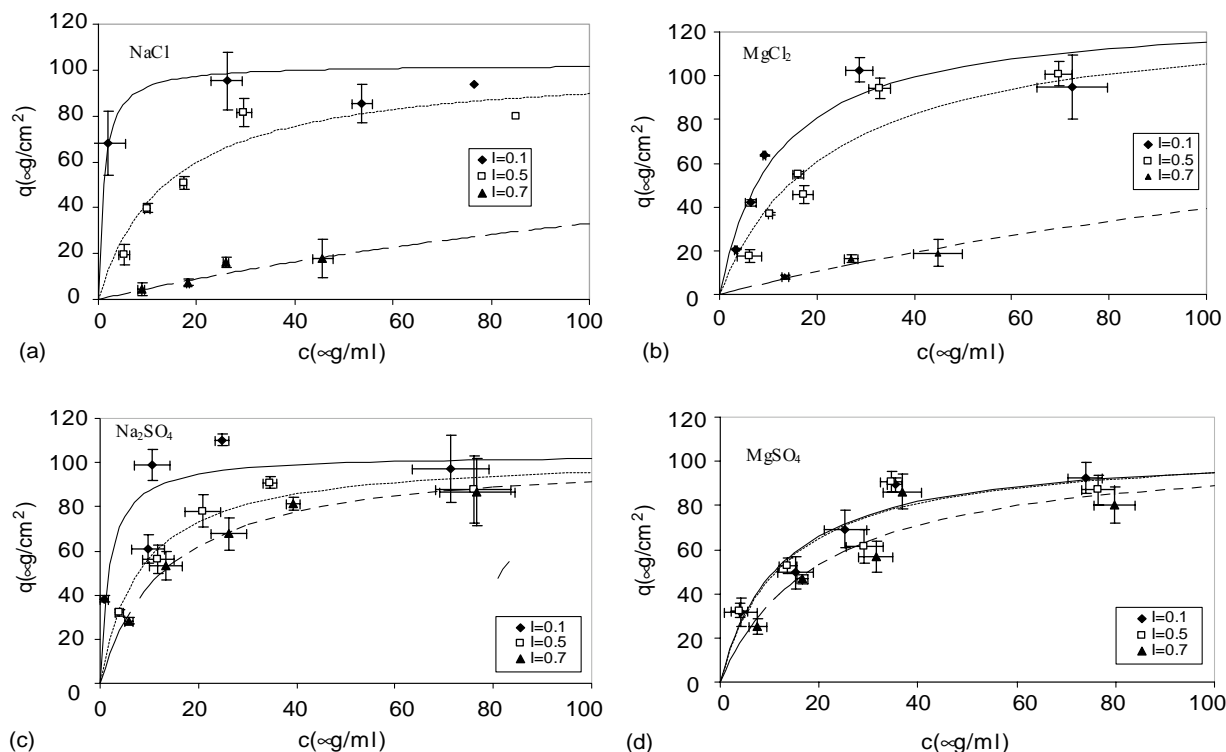 120
100
80
60
40
20
0
q(∝g/cm²)
NaCl
I=0.1
I=0.5
I=0.7
0 20 40 60 80 100
(a)
c(∝g/ml)
120
100
80
60
40
20
0
q(∝g/cm²)
MgCl₂
I=0.1
I=0.5
I=0.7
0 20 40 60 80 100
(b)
c(∝g/ml)
120
100
80
60
40
20
0
q(∝g/cm²)
Na₂SO₄
I=0.1
I=0.5
I=0.7
0 20 40 60 80 100
(c)
c(∝g/ml)
120
100
80
60
40
20
0
q(∝g/cm²)
MgSO₄
I=0.1
I=0.5
I=0.7
0 20 40 60 80 100
(d)
c(∝g/ml)